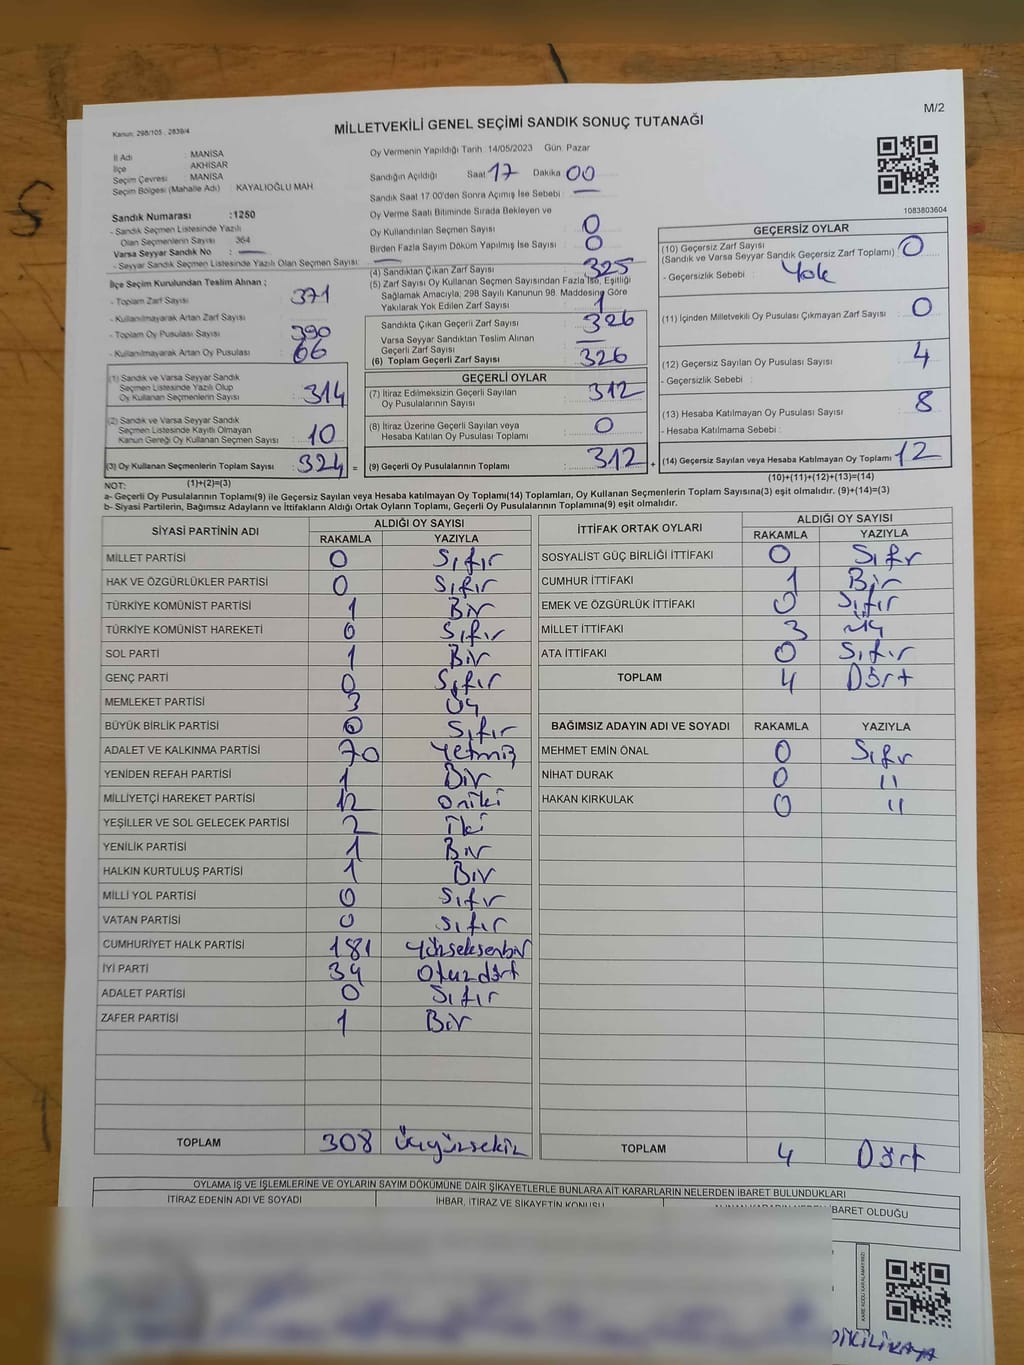 M/2
Kanun: 298/105 , 2839/4
MİLLETVEKİLİ GENEL SEÇİMİ SANDIK SONUÇ TUTANAĞI
İl Adı : MANİSA
İlçe : AKHİSAR
Seçim Çevresi : MANİSA
Seçim Bölgesi (Mahalle Adı) : KAYALIOĞLU MAH
Sandık Numarası : 1250
- Sandık Seçmen Listesinde Yazılı
Olan Seçmenlerin Sayısı : 364
Varsa Seyyar Sandık No : —
- Seyyar Sandık Seçmen Listesinde Yazılı Olan Seçmen Sayısı: —
Oy Vermenin Yapıldığı Tarih : 14/05/2023 Gün: Pazar
Sandığın Açıldığı Saat 17 Dakika 00
Sandık Saat 17.00'den Sonra Açımış İse Sebebi : —
Oy Verme Saati Bitiminde Sırada Bekleyen ve
Oy Kullandırılan Seçmen Sayısı : 0
Birden Fazla Sayım Döküm Yapılmış İse Sayısı : 0
1083803604
İlçe Seçim Kurulundan Teslim Alınan ;
- Toplam Zarf Sayısı : 371
- Kullanılmayarak Artan Zarf Sayısı :
- Toplam Oy Pusulası Sayısı : 390
- Kullanılmayarak Artan Oy Pusulası : 66
(4) Sandıktan Çıkan Zarf Sayısı : 325
(5) Zarf Sayısı Oy Kullanan Seçmen Sayısından Fazla İse, Eşitliği
Sağlamak Amacıyla, 298 Sayılı Kanunun 98. Maddesine Göre
Yakılarak Yok Edilen Zarf Sayısı : 1
Sandıkta Çıkan Geçerli Zarf Sayısı : 326
Varsa Seyyar Sandıktan Teslim Alınan
Geçerli Zarf Sayısı : —
(6) Toplam Geçerli Zarf Sayısı : 326
GEÇERSİZ OYLAR
(10) Geçersiz Zarf Sayısı : 0
(Sandık ve Varsa Seyyar Sandık Geçersiz Zarf Toplamı)
- Geçersizlik Sebebi : Yok
(11) İçinden Milletvekili Oy Pusulası Çıkmayan Zarf Sayısı : 0
(12) Geçersiz Sayılan Oy Pusulası Sayısı : 4
- Geçersizlik Sebebi :
(13) Hesaba Katılmayan Oy Pusulası Sayısı : 8
- Hesaba Katılmama Sebebi :
(14) Geçersiz Sayılan veya Hesaba Katılmayan Oy Toplamı : 12
(10)+(11)+(12)+(13)=(14)
(1) Sandık ve Varsa Seyyar Sandık
Seçmen Listesinde Yazılı Olup
Oy Kullanan Seçmenlerin Sayısı : 314
(2) Sandık ve Varsa Seyyar Sandık
Seçmen Listesinde Kayıtlı Olmayan
Kanun Gereği Oy Kullanan Seçmen Sayısı : 10
(3) Oy Kullanan Seçmenlerin Toplam Sayısı : 324 =
GEÇERLİ OYLAR
(7) İtiraz Edilmeksizin Geçerli Sayılan
Oy Pusulalarının Sayısı : 312
(8) İtiraz Üzerine Geçerli Sayılan veya
Hesaba Katılan Oy Pusulası Toplamı : 0
(9) Geçerli Oy Pusulalarının Toplamı : 312 +
NOT: (1)+(2)=(3)
a- Geçerli Oy Pusulalarının Toplamı(9) ile Geçersiz Sayılan veya Hesaba katılmayan Oy Toplamı(14) Toplamları, Oy Kullanan Seçmenlerin Toplam Sayısına(3) eşit olmalıdır. (9)+(14)=(3)
b- Siyasi Partilerin, Bağımsız Adayların ve İttifakların Aldığı Ortak Oyların Toplamı, Geçerli Oy Pusulalarının Toplamına(9) eşit olmalıdır.
SİYASİ PARTİNİN ADI ALDIĞI OY SAYISI
RAKAMLA YAZIYLA
MİLLET PARTİSİ 0 Sıfır
HAK VE ÖZGÜRLÜKLER PARTİSİ 0 Sıfır
TÜRKİYE KOMÜNİST PARTİSİ 1 Bir
TÜRKİYE KOMÜNİST HAREKETİ 0 Sıfır
SOL PARTİ 1 Bir
GENÇ PARTİ 0 Sıfır
MEMLEKET PARTİSİ 3 Üç
BÜYÜK BİRLİK PARTİSİ 0 Sıfır
ADALET VE KALKINMA PARTİSİ 70 Yetmiş
YENİDEN REFAH PARTİSİ 1 Bir
MİLLİYETÇİ HAREKET PARTİSİ 12 Oniki
YEŞİLLER VE SOL GELECEK PARTİSİ 2 İki
YENİLİK PARTİSİ 1 Bir
HALKIN KURTULUŞ PARTİSİ 1 Bir
MİLLİ YOL PARTİSİ 0 Sıfır
VATAN PARTİSİ 0 Sıfır
CUMHURİYET HALK PARTİSİ 181 Yüzseksenbir
İYİ PARTİ 34 Otuzdört
ADALET PARTİSİ 0 Sıfır
ZAFER PARTİSİ 1 Bir
TOPLAM 308 Üçyüzsekiz
İTTİFAK ORTAK OYLARI ALDIĞI OY SAYISI
RAKAMLA YAZIYLA
SOSYALİST GÜÇ BİRLİĞİ İTTİFAKI 0 Sıfır
CUMHUR İTTİFAKI 1 Bir
EMEK VE ÖZGÜRLÜK İTTİFAKI 0 Sıfır
MİLLET İTTİFAKI 3 Üç
ATA İTTİFAKI 0 Sıfır
TOPLAM 4 Dört
BAĞIMSIZ ADAYIN ADI VE SOYADI RAKAMLA YAZIYLA
MEHMET EMİN ÖNAL 0 Sıfır
NİHAT DURAK 0 "
HAKAN KIRKULAK 0 "
TOPLAM 4 Dört
OYLAMA İŞ VE İŞLEMLERİNE VE OYLARIN SAYIM DÖKÜMÜNE DAİR ŞİKAYETLERLE BUNLARA AİT KARARLARIN NELERDEN İBARET BULUNDUKLARI
İTİRAZ EDENİN ADI VE SOYADI
İHBAR, İTİRAZ VE ŞİKAYETİN KONUSU
İBARET OLDUĞU